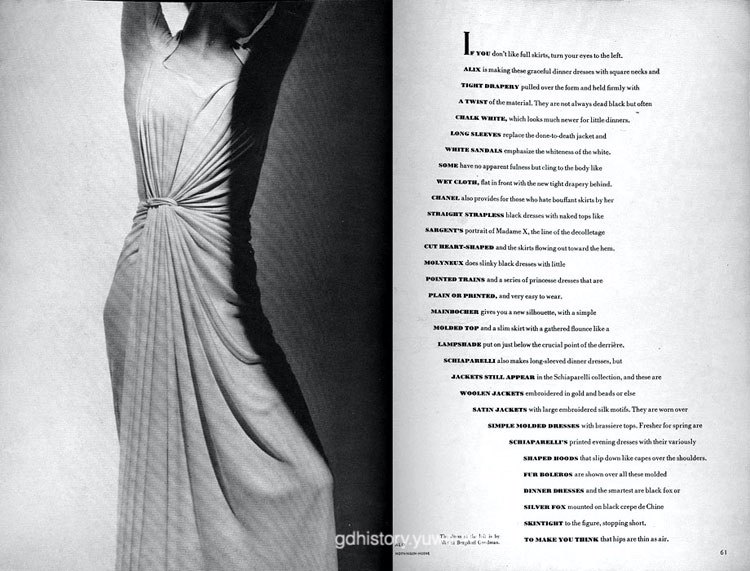 IF YOU don't like full skirts, turn your eyes to the left.
ALIX is making these graceful dinner dresses with square necks and
TIGHT DRAPERY pulled over the form and held firmly with
A TWIST of the material. They are not always dead black but often
CHALK WHITE, which looks much newer for little dinners.
LONG SLEEVES replace the done-to-death jacket and
WHITE SANDALS emphasize the whiteness of the white.
SOME have no apparent fulness but cling to the body like
WET CLOTH, flat in front with the new tight drapery behind.
CHANEL also provides for those who hate bouffant skirts by her
STRAIGHT STRAPLESS black dresses with naked tops like
SARGENT'S portrait of Madame X, the line of the decolletage
CUT HEART-SHAPED and the skirts flowing out toward the hem.
MOLYNEUX does slinky black dresses with little
POINTED TRAINS and a series of princesse dresses that are
PLAIN OR PRINTED, and very easy to wear.
MAINBOCHER gives you a new silhouette, with a simple
MOLDED TOP and a slim skirt with a gathered flounce like a
LAMPSHADE put on just below the crucial point of the derrière.
SCHIAPARELLI also makes long-sleeved dinner dresses, but
JACKETS STILL APPEAR in the Schiaparelli collection, and these are
WOOLEN JACKETS embroidered in gold and beads or else
SATIN JACKETS with large embroidered silk motifs. They are worn over
SIMPLE MOLDED DRESSES with brassiere tops. Fresher for spring are
SCHIAPARELLI'S printed evening dresses with their variously
SHAPED HOODS that slip down like capes over the shoulders.
FUR BOLEROS are shown over all these molded
DINNER DRESSES and the smartest are black fox or
SILVER FOX mounted on black crepe de Chine
SKINTIGHT to the figure, stopping short.
TO MAKE YOU THINK that hips are thin as air.
The dress at the left is by
Bergdorf Goodman.
gdhistory.yuw
61